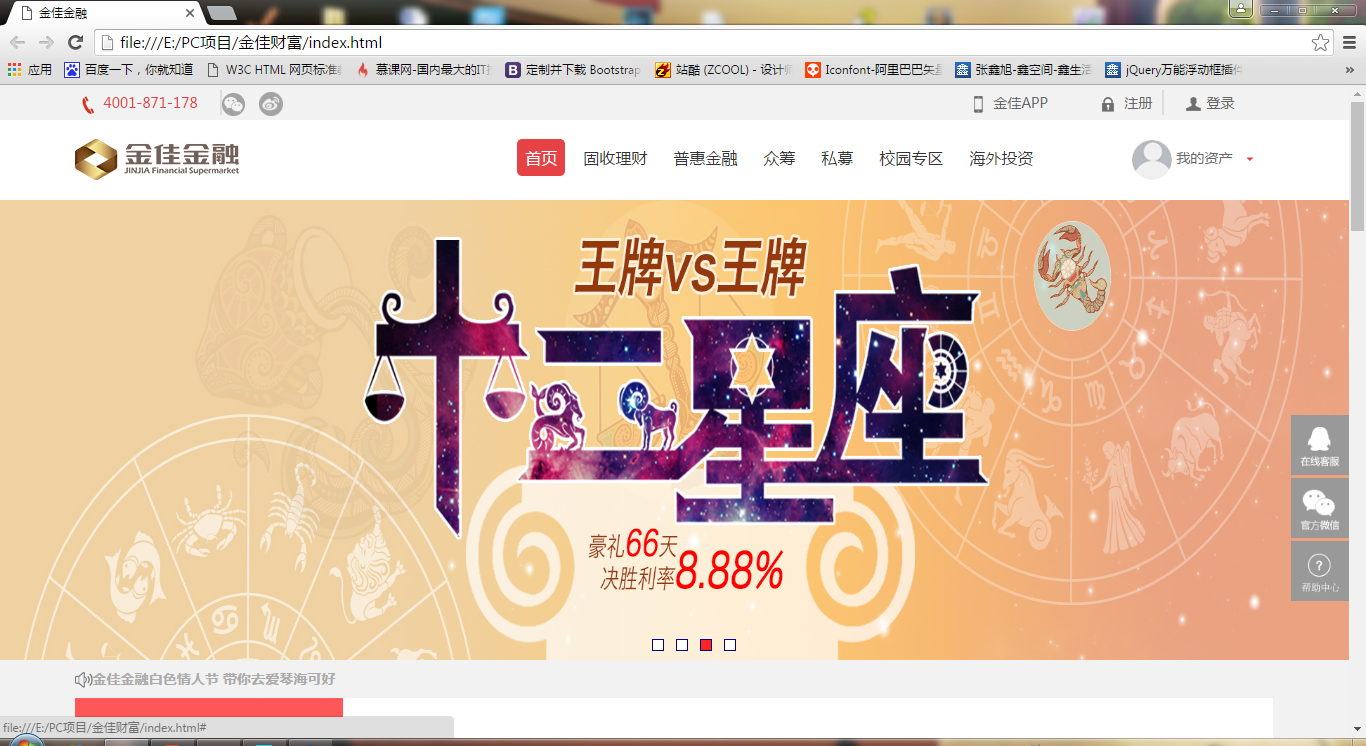 金佳金融
file:///E:/PC项目/金佳财富/index.html
应用 百度一下，你就知道 W3C HTML 网页标准 慕课网-国内最大的IT 定制并下载 Bootstrap 站酷 (ZCOOL) - 设计师 Iconfont-阿里巴巴矢量 张鑫旭-鑫空间-鑫生活 jQuery万能浮动框插件 »
4001-871-178 金佳APP 注册 登录
金佳金融
JINJIA Financial Supermarket
首页 固收理财 普惠金融 众筹 私募 校园专区 海外投资 我的资产
王牌vs王牌
十二星座
豪礼66天
决胜利率8.88%
在线客服
官方微信
?
帮助中心
金佳金融白色情人节 带你去爱琴海可好
file:///E:/PC项目/金佳财富/index.html#